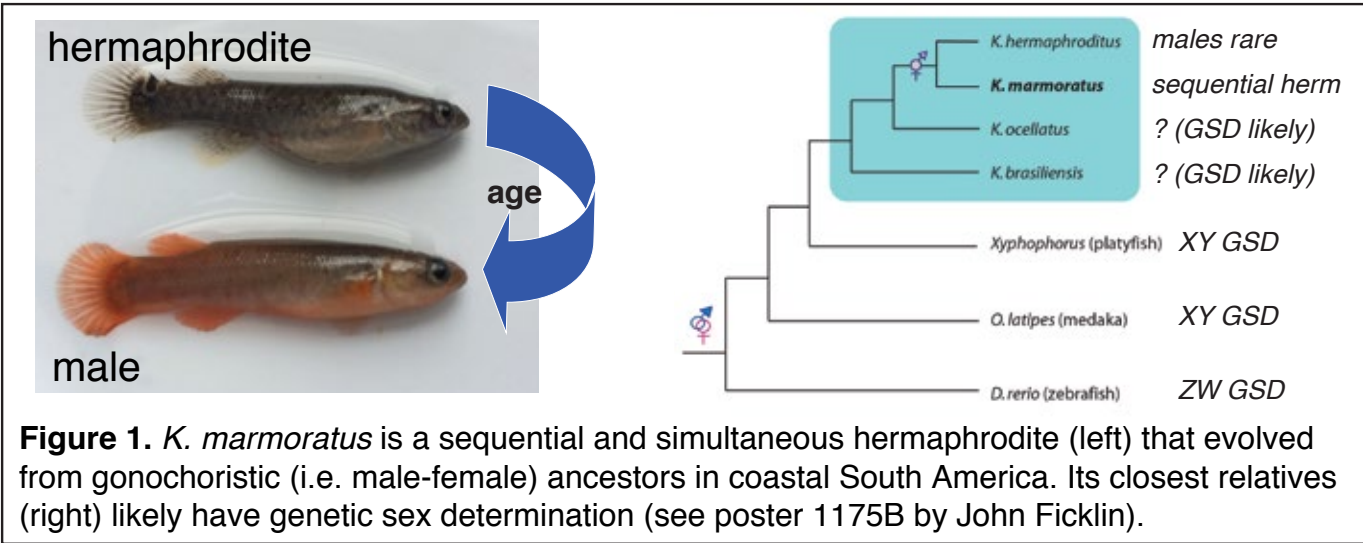 hermaphrodite
age
male
K. hermaphroditus males rare
K. marmoratus sequential herm
K. ocellatus ? (GSD likely)
K. brasiliensis ? (GSD likely)
Xyphophorus (platyfish) XY GSD
O. latipes (medaka) XY GSD
D. rerio (zebrafish) ZW GSD
Figure 1. K. marmoratus is a sequential and simultaneous hermaphrodite (left) that evolved
from gonochoristic (i.e. male-female) ancestors in coastal South America. Its closest relatives
(right) likely have genetic sex determination (see poster 1175B by John Ficklin).